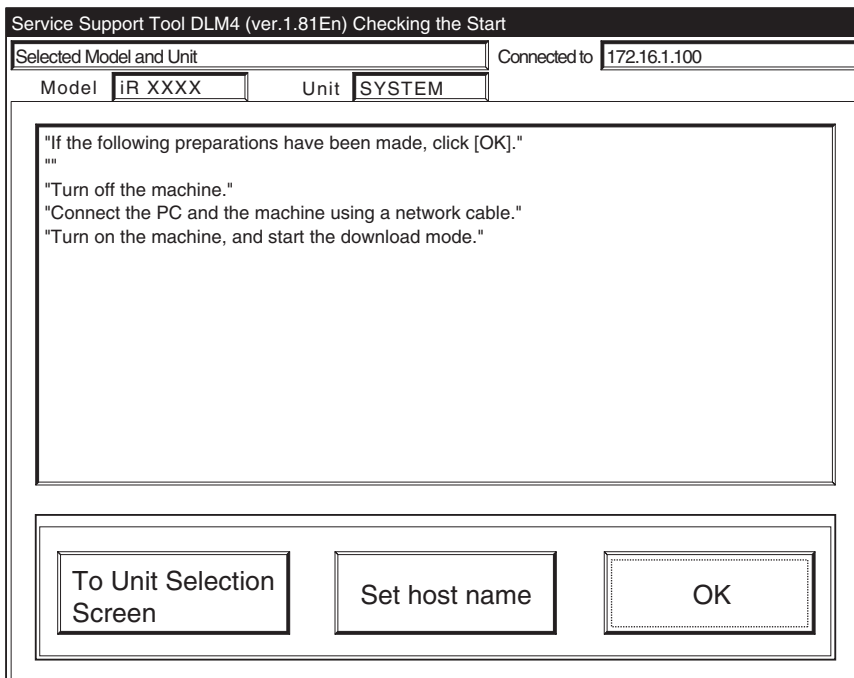 Service Support Tool DLM4 (ver.1.81En) Checking the Start
Selected Model and Unit Connected to 172.16.1.100
Model iR XXXX Unit SYSTEM
"If the following preparations have been made, click [OK]."
""
"Turn off the machine."
"Connect the PC and the machine using a network cable."
"Turn on the machine, and start the download mode."
To Unit Selection
Screen
Set host name
OK